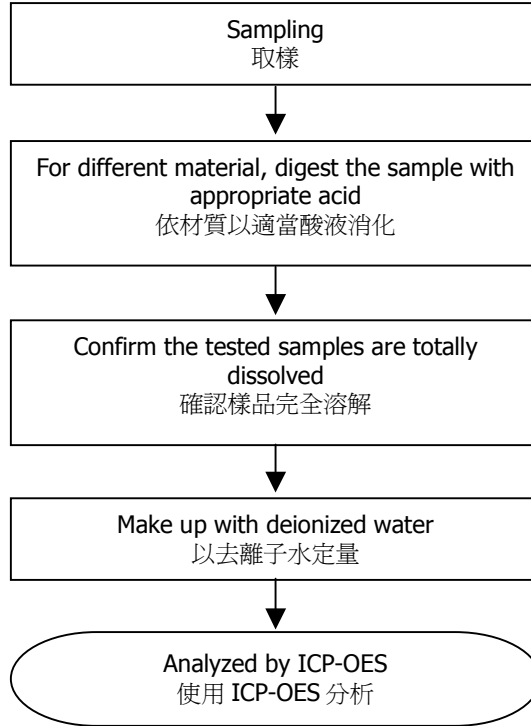 Sampling
取樣
For different material, digest the sample with
appropriate acid
依材質以適當酸液消化
Confirm the tested samples are totally
dissolved
確認樣品完全溶解
Make up with deionized water
以去離子水定量
Analyzed by ICP-OES
使用 ICP-OES 分析